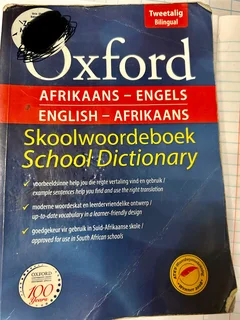 Tweetalig
Bilingual
Oxford
AFRIKAANS – ENGELS
ENGLISH – AFRIKAANS
Skoolwoordeboek
School Dictionary
✓ voorbeeldsinne help jou die regte vertaling vind en gebruik /
example sentences help you find and use the right translation
✓ moderne woordeskat en leerdervriendelike ontwerp /
up-to-date vocabulary in a learner-friendly design
✓ goedgekeur vir gebruik in Suid-Afrikaanse skole /
approved for use in South African schools
OXFORD
100
Years